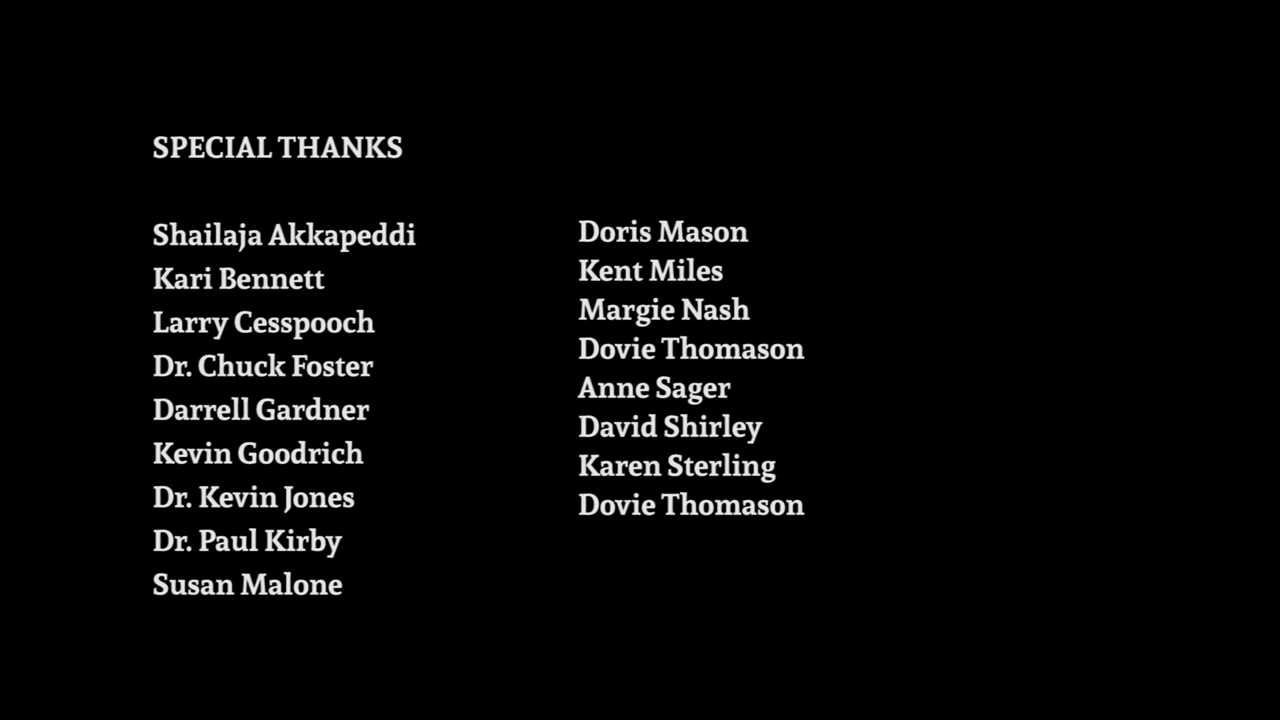 SPECIAL THANKS
Shailaja Akkapeddi
Kari Bennett
Larry Cesspooch
Dr. Chuck Foster
Darrell Gardner
Kevin Goodrich
Dr. Kevin Jones
Dr. Paul Kirby
Susan Malone
Doris Mason
Kent Miles
Margie Nash
Dovie Thomason
Anne Sager
David Shirley
Karen Sterling
Dovie Thomason